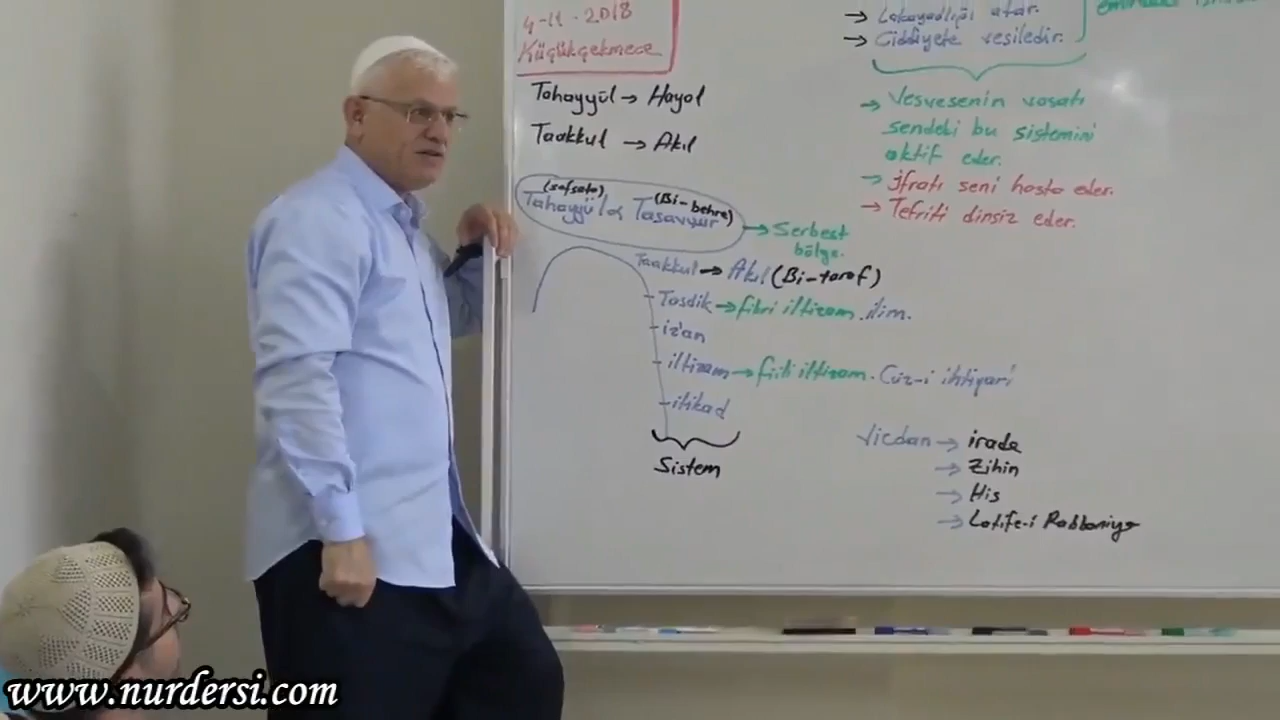 4-11-2018
Küçükçekmece
Tahayyül → Hayal
Taakkul → Akıl
(safsata) (Bi-behre)
Tahayyül & Tasavvur → Serbest
bölge.
Taakkul → Akıl (Bi-taraf)
Tasdik → fikri iltizam. ilim.
iz'an
iltizam → fiili iltizam. Cüz-i ihtiyari
itikad
Sistem
→ Lakaydlığı atar.
→ Ciddiyete vesiledir.
→ Vesvesenin vasatı
sendeki bu sistemini
aktif eder.
→ İfratı seni hasta eder.
→ Tefriti dinsiz eder.
Vicdan → irade
→ Zihin
→ His
→ Latife-i Rabbaniye
www.nurdersi.com